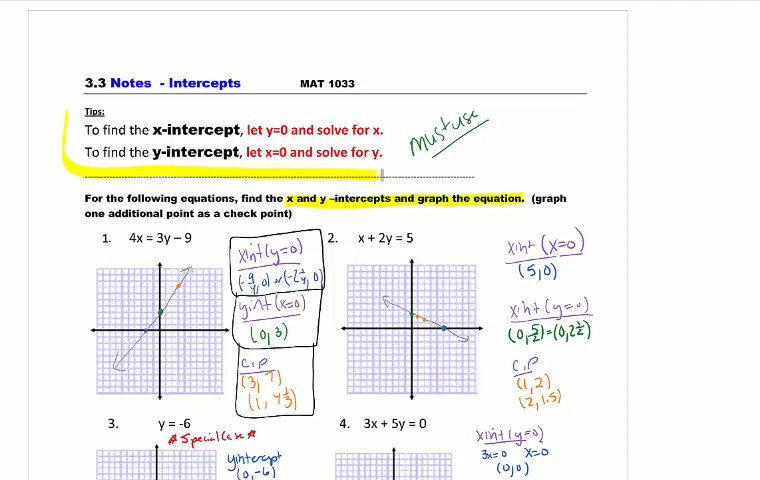 3.3 Notes - Intercepts MAT 1033
Tips:
must use
To find the x-intercept, let y=0 and solve for x.
To find the y-intercept, let x=0 and solve for y.
For the following equations, find the x and y –intercepts and graph the equation. (graph
one additional point as a check point)
1. 4x = 3y – 9
xint (y=0)
(-9/4, 0) or (-2 1/4, 0)
yint (x=0)
(0, 3)
C.P
(3, 7)
(1, 4 1/3)
2. x + 2y = 5
xint (x=0)
(5, 0)
xint (y=0)
(0, 5/2) = (0, 2 1/2)
C.P
(1, 2)
(2, 1.5)
3. y = -6
* Special Case *
yintercept
(0, -6)
4. 3x + 5y = 0
xint (y=0)
3x=0 x=0
(0,0)